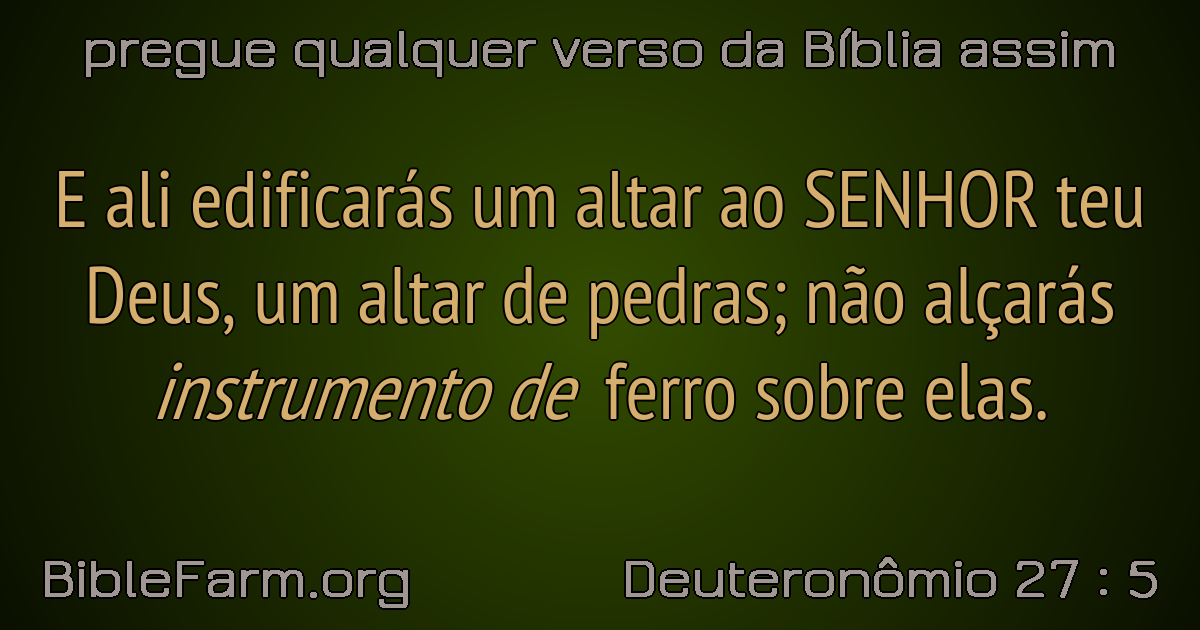 pregue qualquer verso da Bíblia assim
E ali edificarás um altar ao SENHOR teu
Deus, um altar de pedras; não alçarás
instrumento de ferro sobre elas.
BibleFarm.org
Deuteronômio 27 : 5